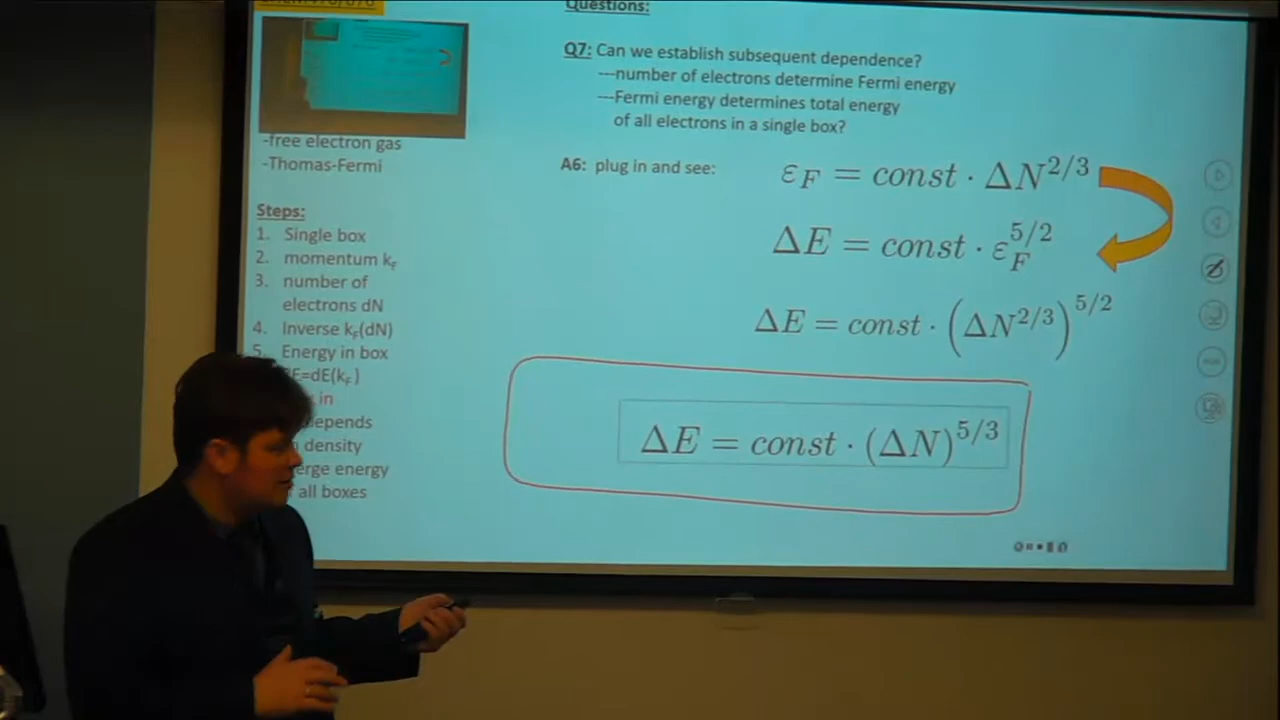 Questions:
Q7: Can we establish subsequent dependence?
---number of electrons determine Fermi energy
---Fermi energy determines total energy
of all electrons in a single box?
-free electron gas
-Thomas-Fermi
A6: plug in and see:
ε_F = const · ΔN^{2/3}
Steps:
1. Single box
2. momentum k_F
3. number of
electrons dN
4. Inverse k_F(dN)
5. Energy in box
=dE(k_F)
in
depends
density
energy
all boxes
ΔE = const · ε_F^{5/2}
ΔE = const · (ΔN^{2/3})^{5/2}
ΔE = const · (ΔN)^{5/3}